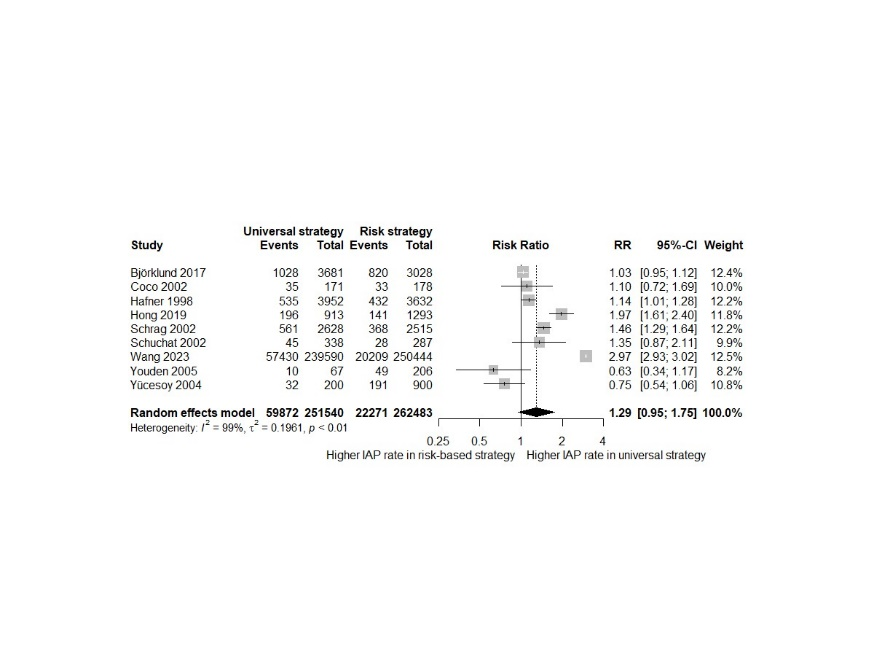 Universal strategy Risk strategy
Study Events Total Events Total Risk Ratio RR 95%-CI Weight
Björklund 2017 1028 3681 820 3028 1.03 [0.95; 1.12] 12.4%
Coco 2002 35 171 33 178 1.10 [0.72; 1.69] 10.0%
Hafner 1998 535 3952 432 3632 1.14 [1.01; 1.28] 12.2%
Hong 2019 196 913 141 1293 1.97 [1.61; 2.40] 11.8%
Schrag 2002 561 2628 368 2515 1.46 [1.29; 1.64] 12.2%
Schuchat 2002 45 338 28 287 1.35 [0.87; 2.11] 9.9%
Wang 2023 57430 239590 20209 250444 2.97 [2.93; 3.02] 12.5%
Youden 2005 10 67 49 206 0.63 [0.34; 1.17] 8.2%
Yücesoy 2004 32 200 191 900 0.75 [0.54; 1.06] 10.8%
Random effects model 59872 251540 22271 262483 1.29 [0.95; 1.75] 100.0%
Heterogeneity: I² = 99%, τ² = 0.1961, p < 0.01
0.25 0.5 1 2 4
Higher IAP rate in risk-based strategy Higher IAP rate in universal strategy